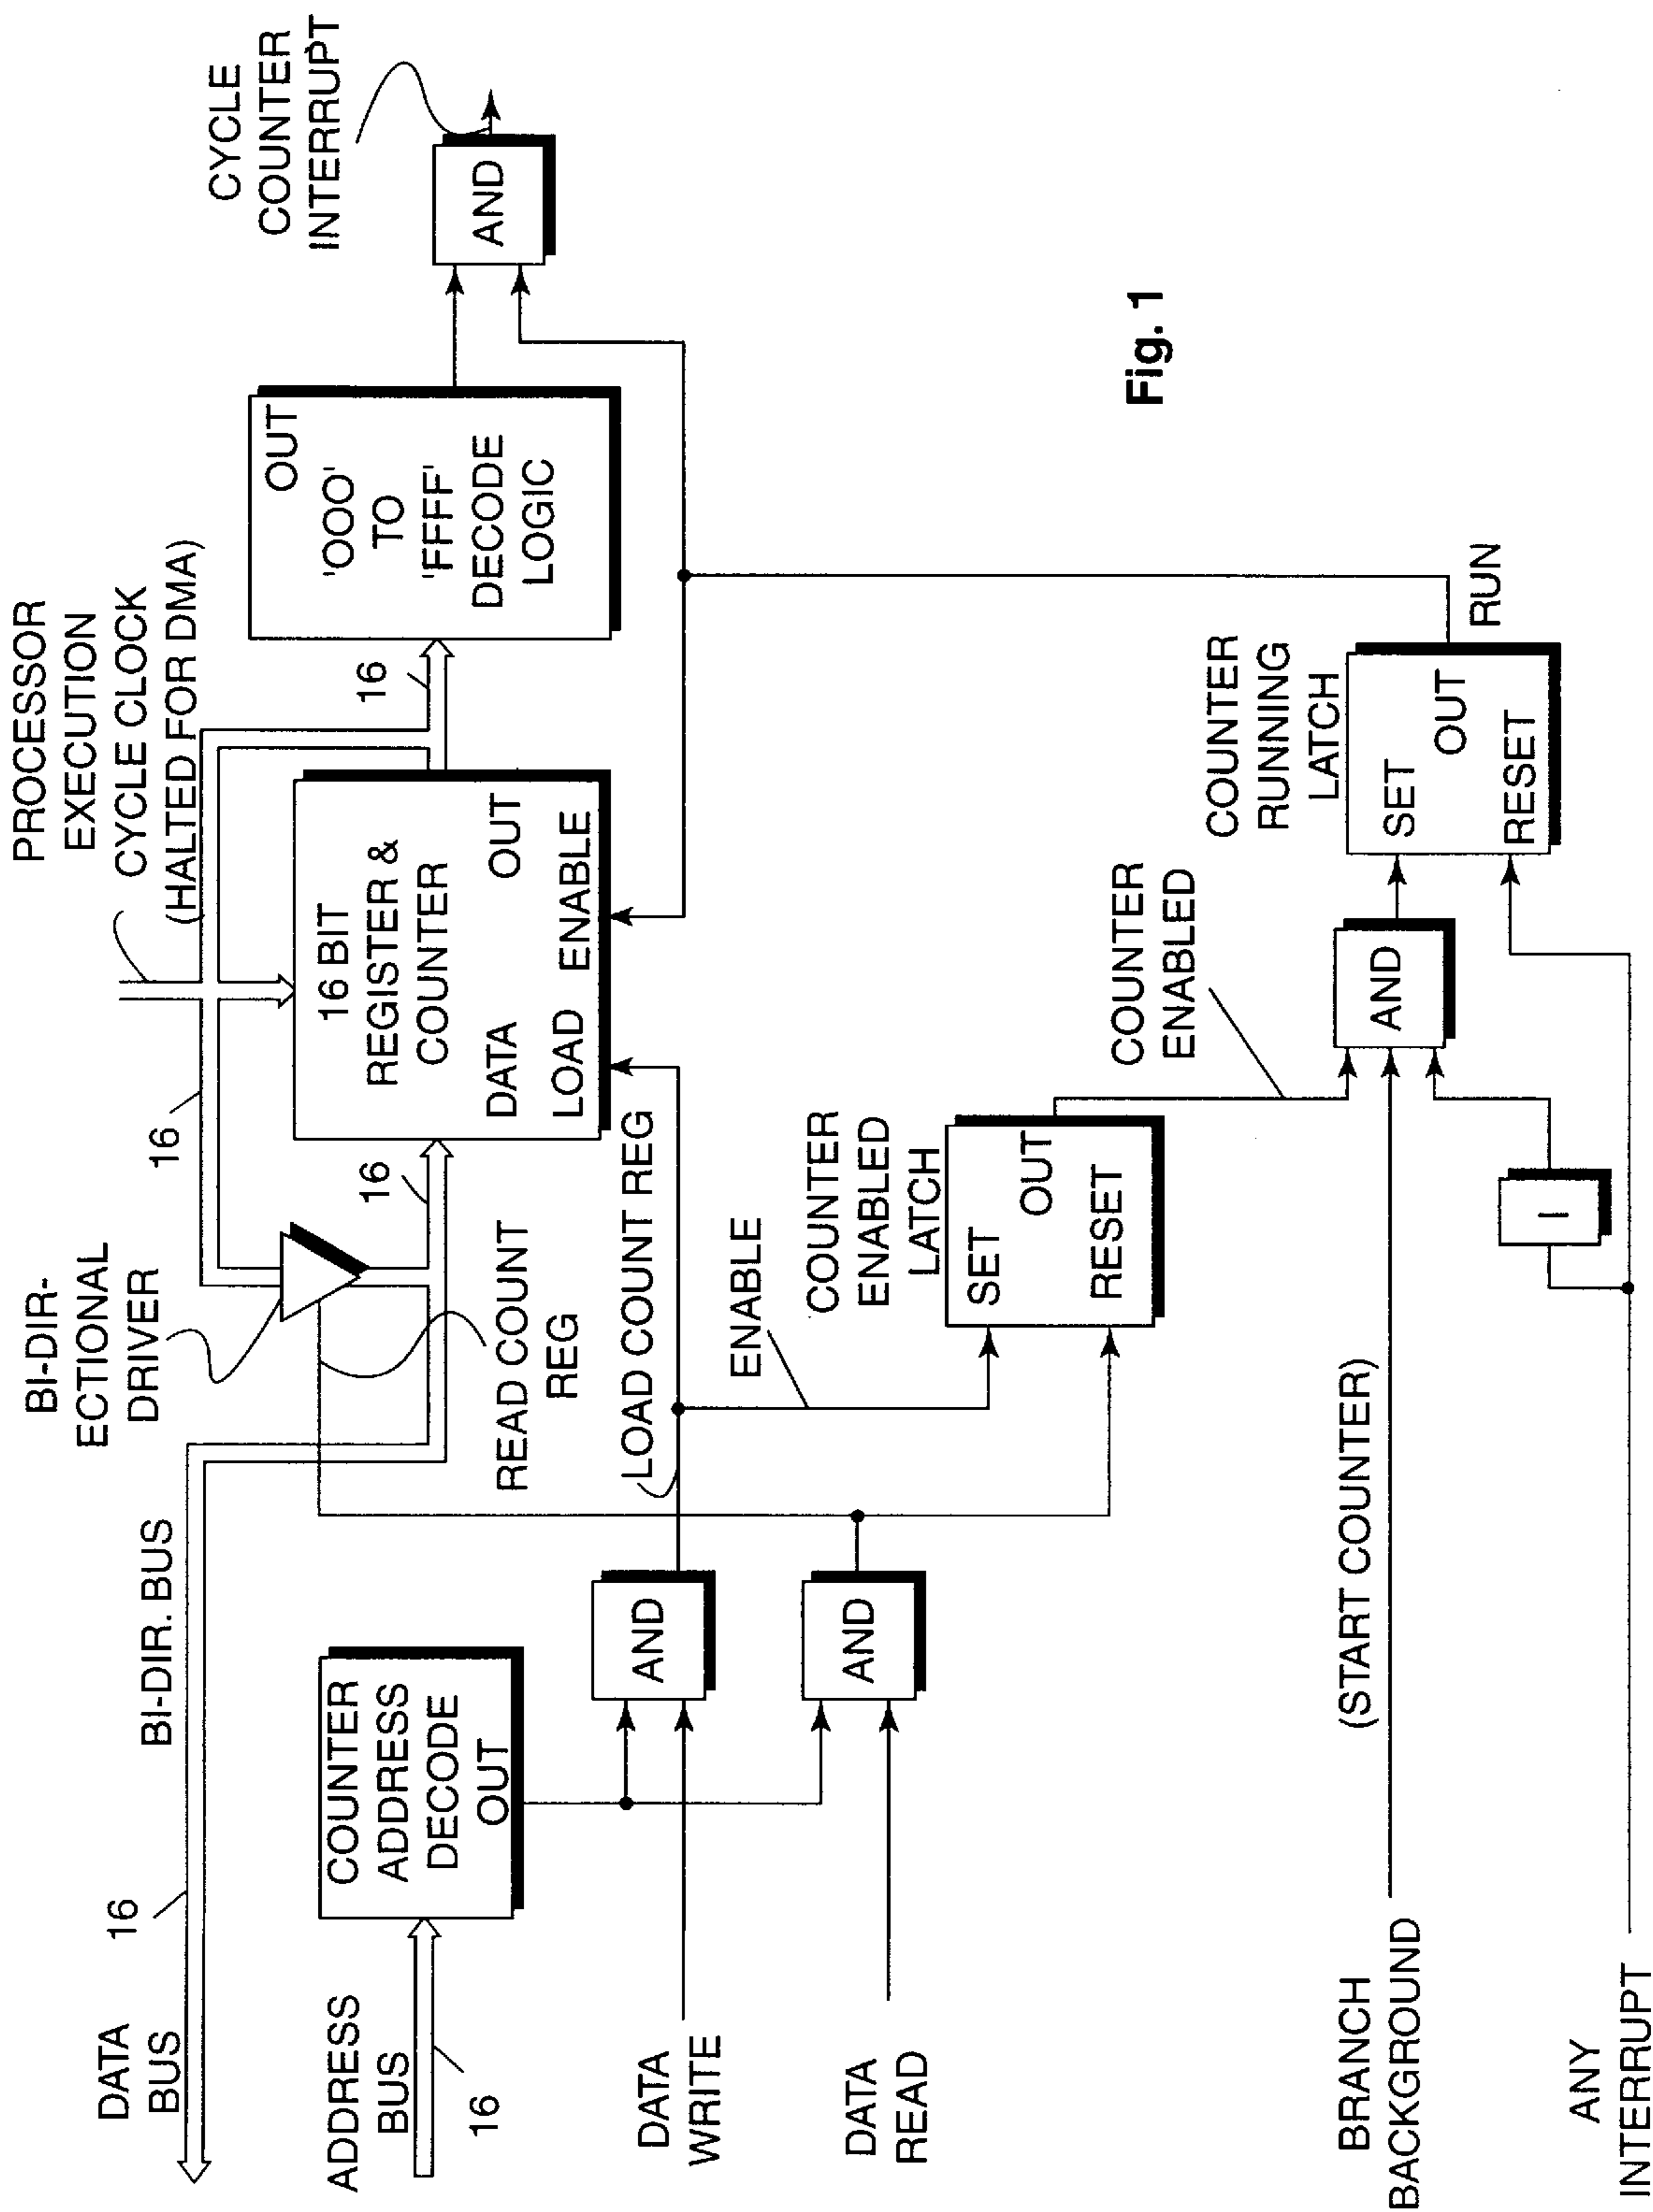 DATA
BUS
16
BI-DIR. BUS
BI-DIR-
ECTIONAL
DRIVER
16
PROCESSOR
EXECUTION
CYCLE CLOCK
(HALTED FOR DMA)
CYCLE
COUNTER
INTERRUPT
ADDRESS
BUS
16
COUNTER
ADDRESS
DECODE
OUT
READ COUNT
REG
16
16 BIT
REGISTER &
COUNTER
DATA OUT
LOAD ENABLE
16
OUT
'OOO'
TO
'FFFF'
DECODE
LOGIC
AND
DATA
WRITE
AND
LOAD COUNT REG
DATA
READ
AND
ENABLE
COUNTER
ENABLED
LATCH
SET
OUT
RESET
COUNTER
ENABLED
Fig. 1
BRANCH
BACKGROUND
(START COUNTER)
AND
COUNTER
RUNNING
LATCH
SET
OUT
RESET
RUN
ANY
INTERRUPT
I